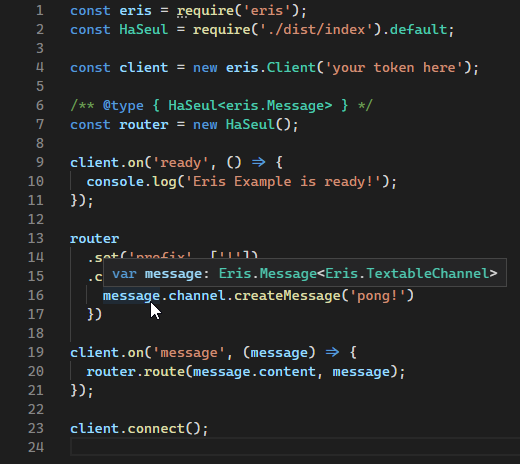 1 const eris = require('eris');
2 const HaSeul = require('./dist/index').default;
3
4 const client = new eris.Client('your token here');
5
6 /** @type { HaSeul<eris.Message> } */
7 const router = new HaSeul();
8
9 client.on('ready', () => {
10 console.log('Eris Example is ready!');
11 });
12
13 router
14 .set('prefix', ['!'])
var message: Eris.Message<Eris.TextableChannel>
15 .c
16 message.channel.createMessage('pong!')
17 })
18
19 client.on('message', (message) => {
20 router.route(message.content, message);
21 });
22
23 client.connect();
24